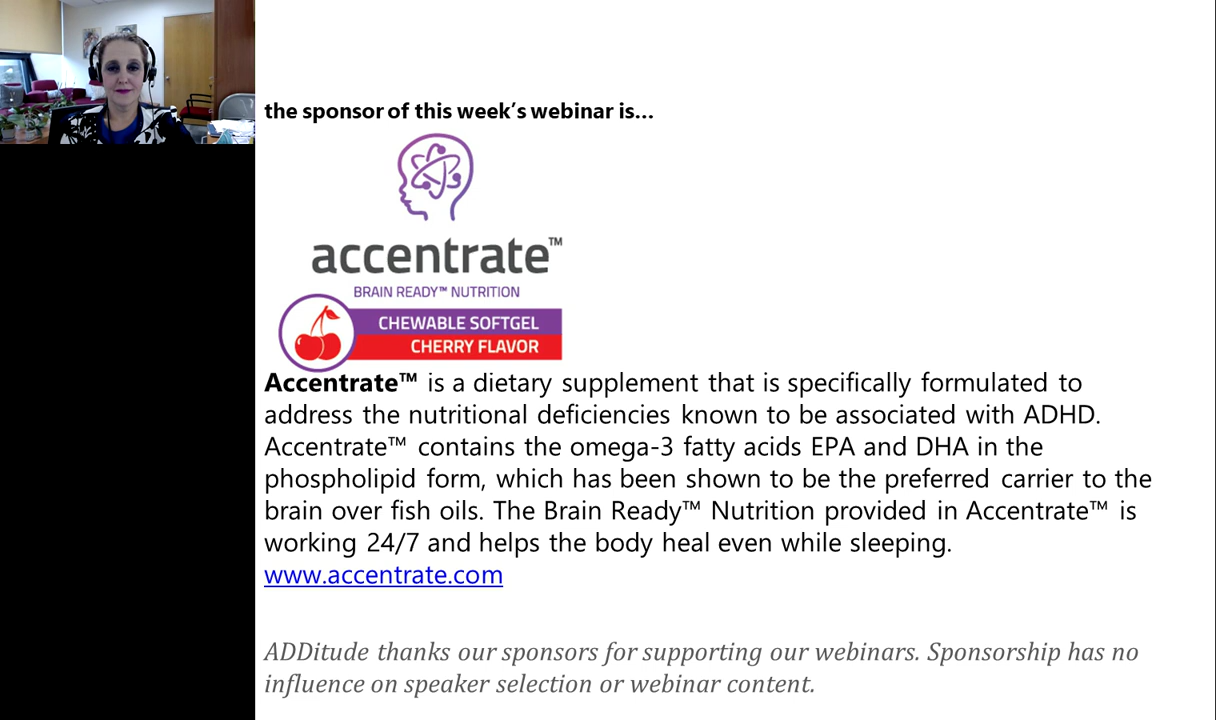 the sponsor of this week's webinar is...
accentrate™
BRAIN READY™ NUTRITION
CHEWABLE SOFTGEL
CHERRY FLAVOR
Accentrate™ is a dietary supplement that is specifically formulated to
address the nutritional deficiencies known to be associated with ADHD.
Accentrate™ contains the omega-3 fatty acids EPA and DHA in the
phospholipid form, which has been shown to be the preferred carrier to the
brain over fish oils. The Brain Ready™ Nutrition provided in Accentrate™ is
working 24/7 and helps the body heal even while sleeping.
www.accentrate.com
ADDitude thanks our sponsors for supporting our webinars. Sponsorship has no
influence on speaker selection or webinar content.